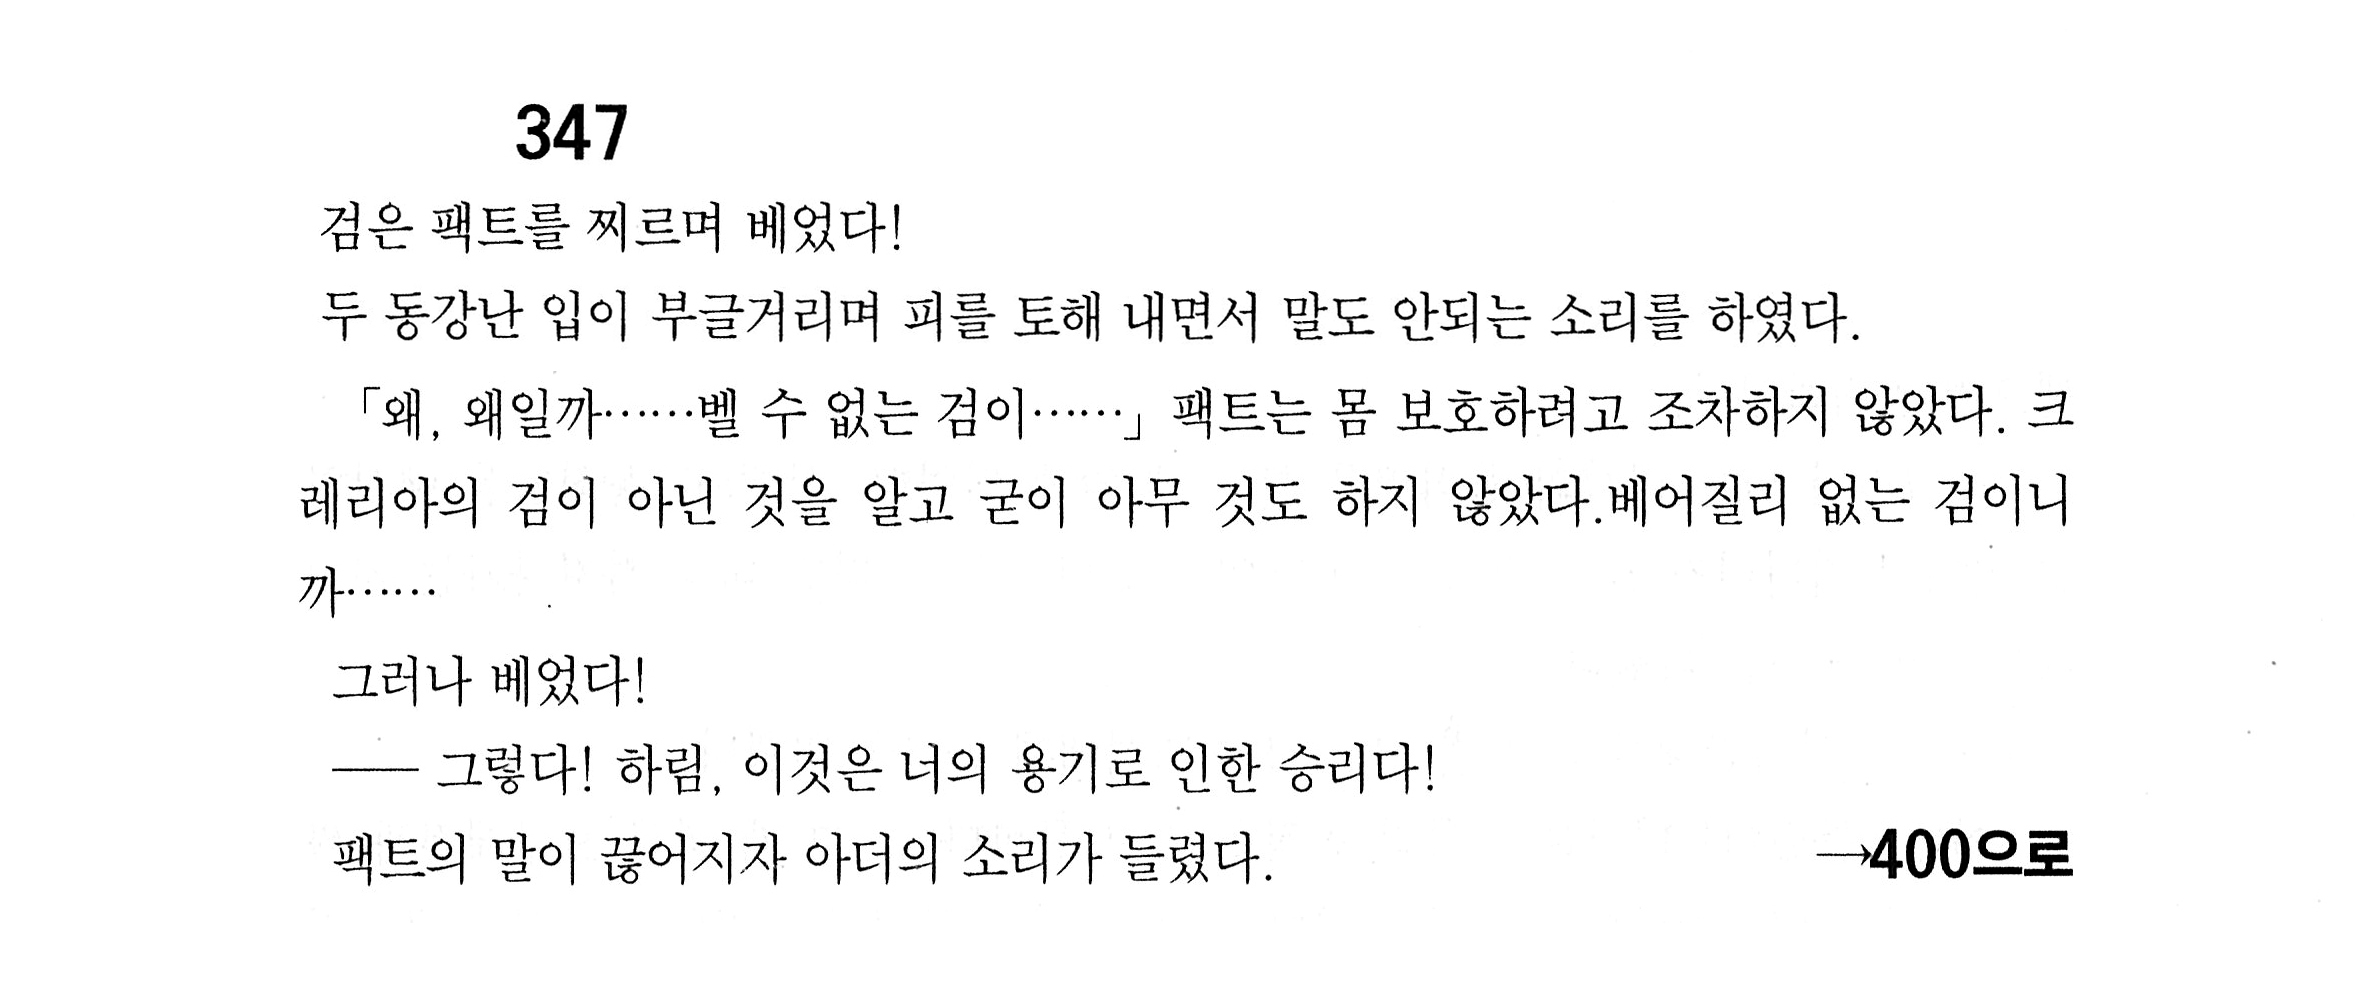 347
검은 팩트를 찌르며 베었다!
두 동강난 입이 부글거리며 피를 토해 내면서 말도 안되는 소리를 하였다.
「왜, 왜일까……벨 수 없는 검이……」 팩트는 몸 보호하려고 조차하지 않았다. 크
레리아의 검이 아닌 것을 알고 굳이 아무 것도 하지 않았다.베어질리 없는 검이니
까……
그러나 베었다!
── 그렇다! 하림, 이것은 너의 용기로 인한 승리다!
팩트의 말이 끊어지자 아더의 소리가 들렸다. →400으로